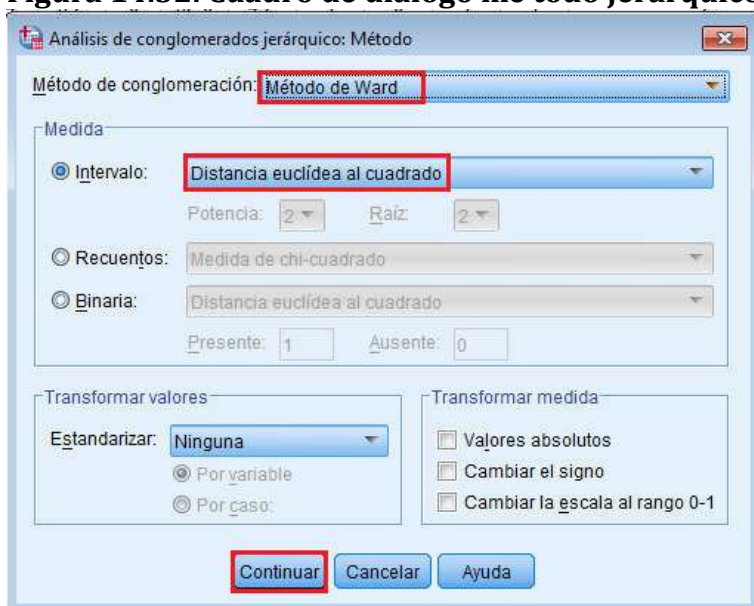 Figura 14.31. Cuadro de diálogo método jerárquico
Análisis de conglomerados jerárquico: Método
Método de conglomeración: Método de Ward
Medida
Intervalo: Distancia euclídea al cuadrado
Potencia: 2 Raíz: 2
Recuentos: Medida de chi-cuadrado
Binaria: Distancia euclídea al cuadrado
Presente: 1 Ausente: 0
Transformar valores
Estandarizar: Ninguna
Por variable
Por caso:
Transformar medida
Valores absolutos
Cambiar el signo
Cambiar la escala al rango 0-1
Continuar Cancelar Ayuda